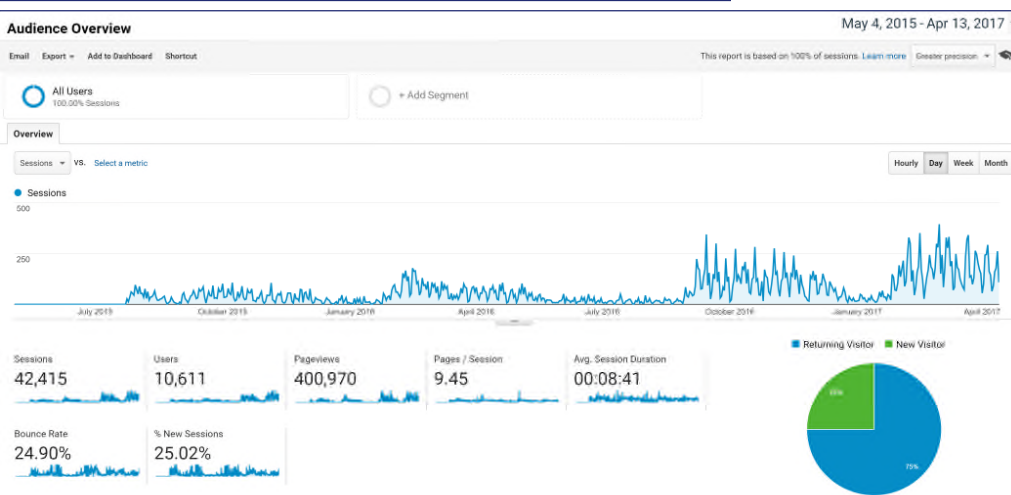 Audience Overview
May 4, 2015 - Apr 13, 2017
Email Export Add to Dashboard Shortcut
This report is based on 100% of sessions. Learn more Greater precision
All Users
100.00% Sessions
+ Add Segment
Overview
Sessions VS. Select a metric
Hourly Day Week Month
Sessions
500
250
July 2015 October 2015 January 2016 April 2016 July 2016 October 2016 January 2017 April 2017
Returning Visitor New Visitor
Sessions Users Pageviews Pages / Session Avg. Session Duration
42,415 10,611 400,970 9.45 00:08:41
25%
75%
Bounce Rate % New Sessions
24.90% 25.02%